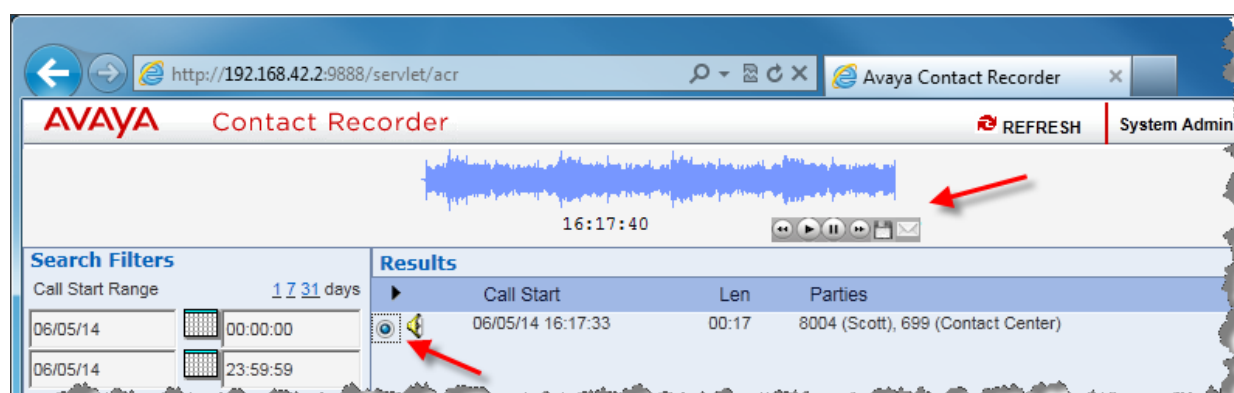 http://192.168.42.2:9888/servlet/acr
Avaya Contact Recorder
AVAYA Contact Recorder REFRESH System Admin
16:17:40
Search Filters
Results
Call Start Range 1 7 31 days
Call Start Len Parties
06/05/14 00:00:00
06/05/14 16:17:33 00:17 8004 (Scott), 699 (Contact Center)
06/05/14 23:59:59